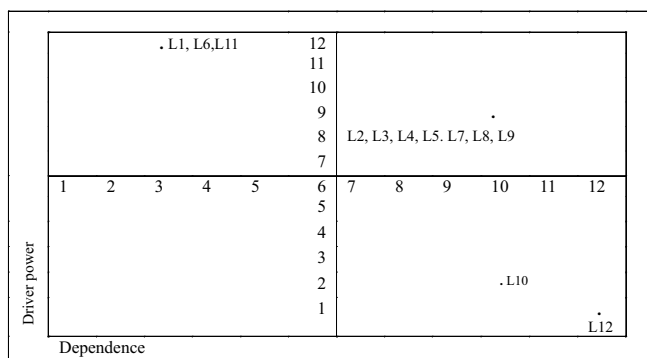 L1, L6,L11
12
11
10
9
8
L2, L3, L4, L5. L7, L8, L9
7
1 2 3 4 5 6 7 8 9 10 11 12
5
4
3
2
L10
1
L12
Driver power
Dependence